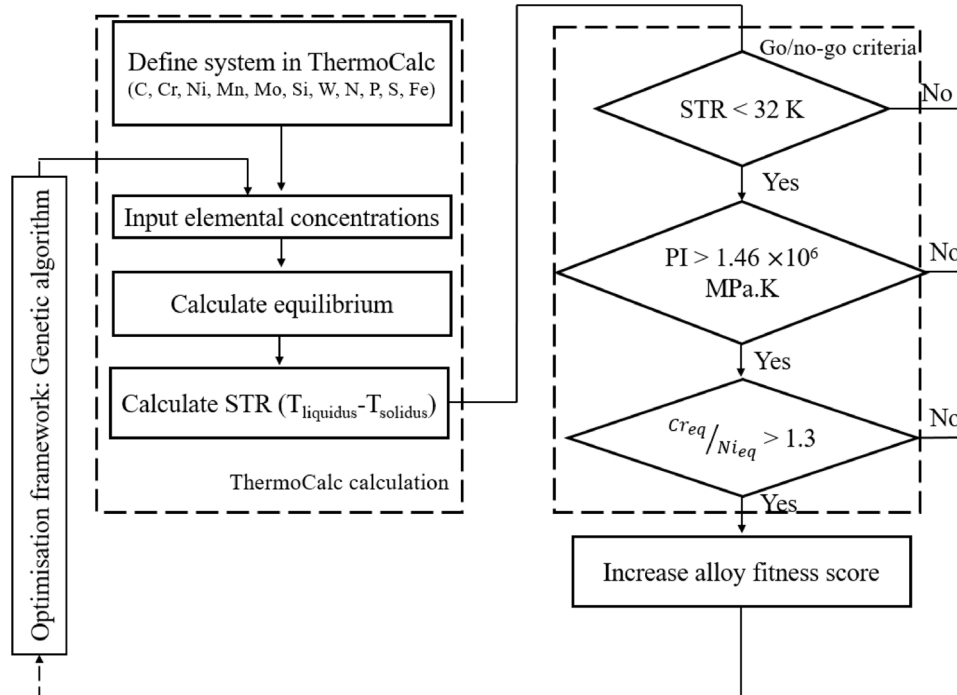 Define system in ThermoCalc
(C, Cr, Ni, Mn, Mo, Si, W, N, P, S, Fe)
Input elemental concentrations
Calculate equilibrium
Calculate STR (Tliquidus-Tsolidus)
ThermoCalc calculation
Optimisation framework: Genetic algorithm
Go/no-go criteria
STR < 32 K
No
Yes
PI > 1.46 ×10⁶
MPa.K
No
Yes
Creq/Nieq > 1.3
No
Yes
Increase alloy fitness score